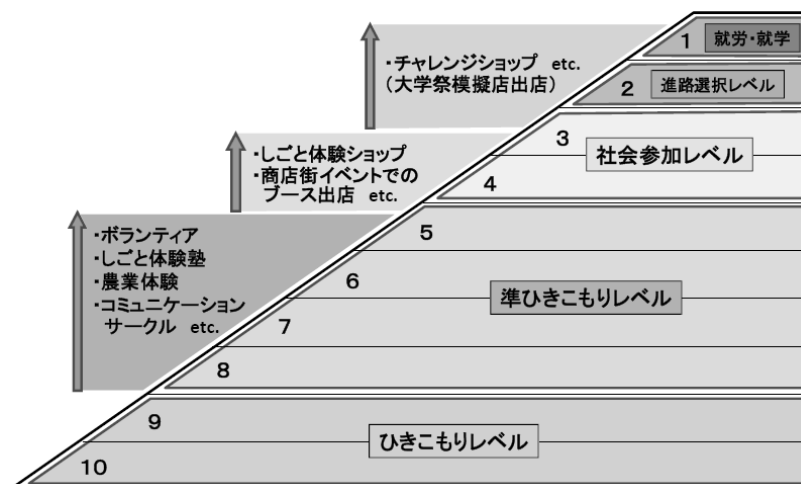 1 就労・就学
・チャレンジショップ etc.
（大学祭模擬店出店）
2 進路選択レベル
3
社会参加レベル
・しごと体験ショップ
・商店街イベントでの
ブース出店 etc.
4
5
・ボランティア
・しごと体験塾
・農業体験
・コミュニケーション
サークル etc.
6
準ひきこもりレベル
7
8
9
ひきこもりレベル
10